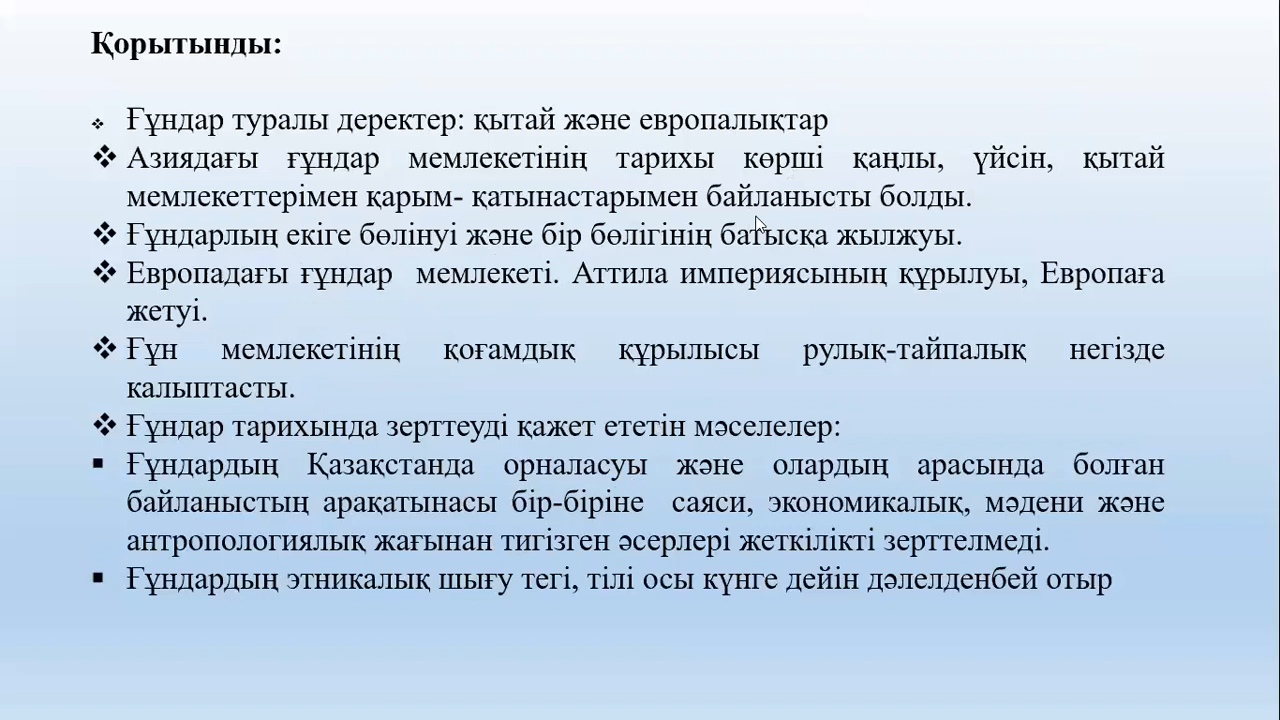 Қорытынды:
❖ Ғұндар туралы деректер: қытай және европалықтар
❖ Азиядағы ғұндар мемлекетінің тарихы көрші қаңлы, үйсін, қытай
мемлекеттерімен қарым- қатынастарымен байланысты болды.
❖ Ғұндарлың екіге бөлінуі және бір бөлігінің батысқа жылжуы.
❖ Европадағы ғұндар мемлекеті. Аттила империясының құрылуы, Европаға
жетуі.
❖ Ғұн мемлекетінің қоғамдық құрылысы рулық-тайпалық негізде
калыптасты.
❖ Ғұндар тарихында зерттеуді қажет ететін мәселелер:
▪ Ғұндардың Қазақстанда орналасуы және олардың арасында болған
байланыстың арақатынасы бір-біріне саяси, экономикалық, мәдени және
антропологиялық жағынан тигізген әсерлері жеткілікті зерттелмеді.
▪ Ғұндардың этникалық шығу тегі, тілі осы күнге дейін дәлелденбей отыр